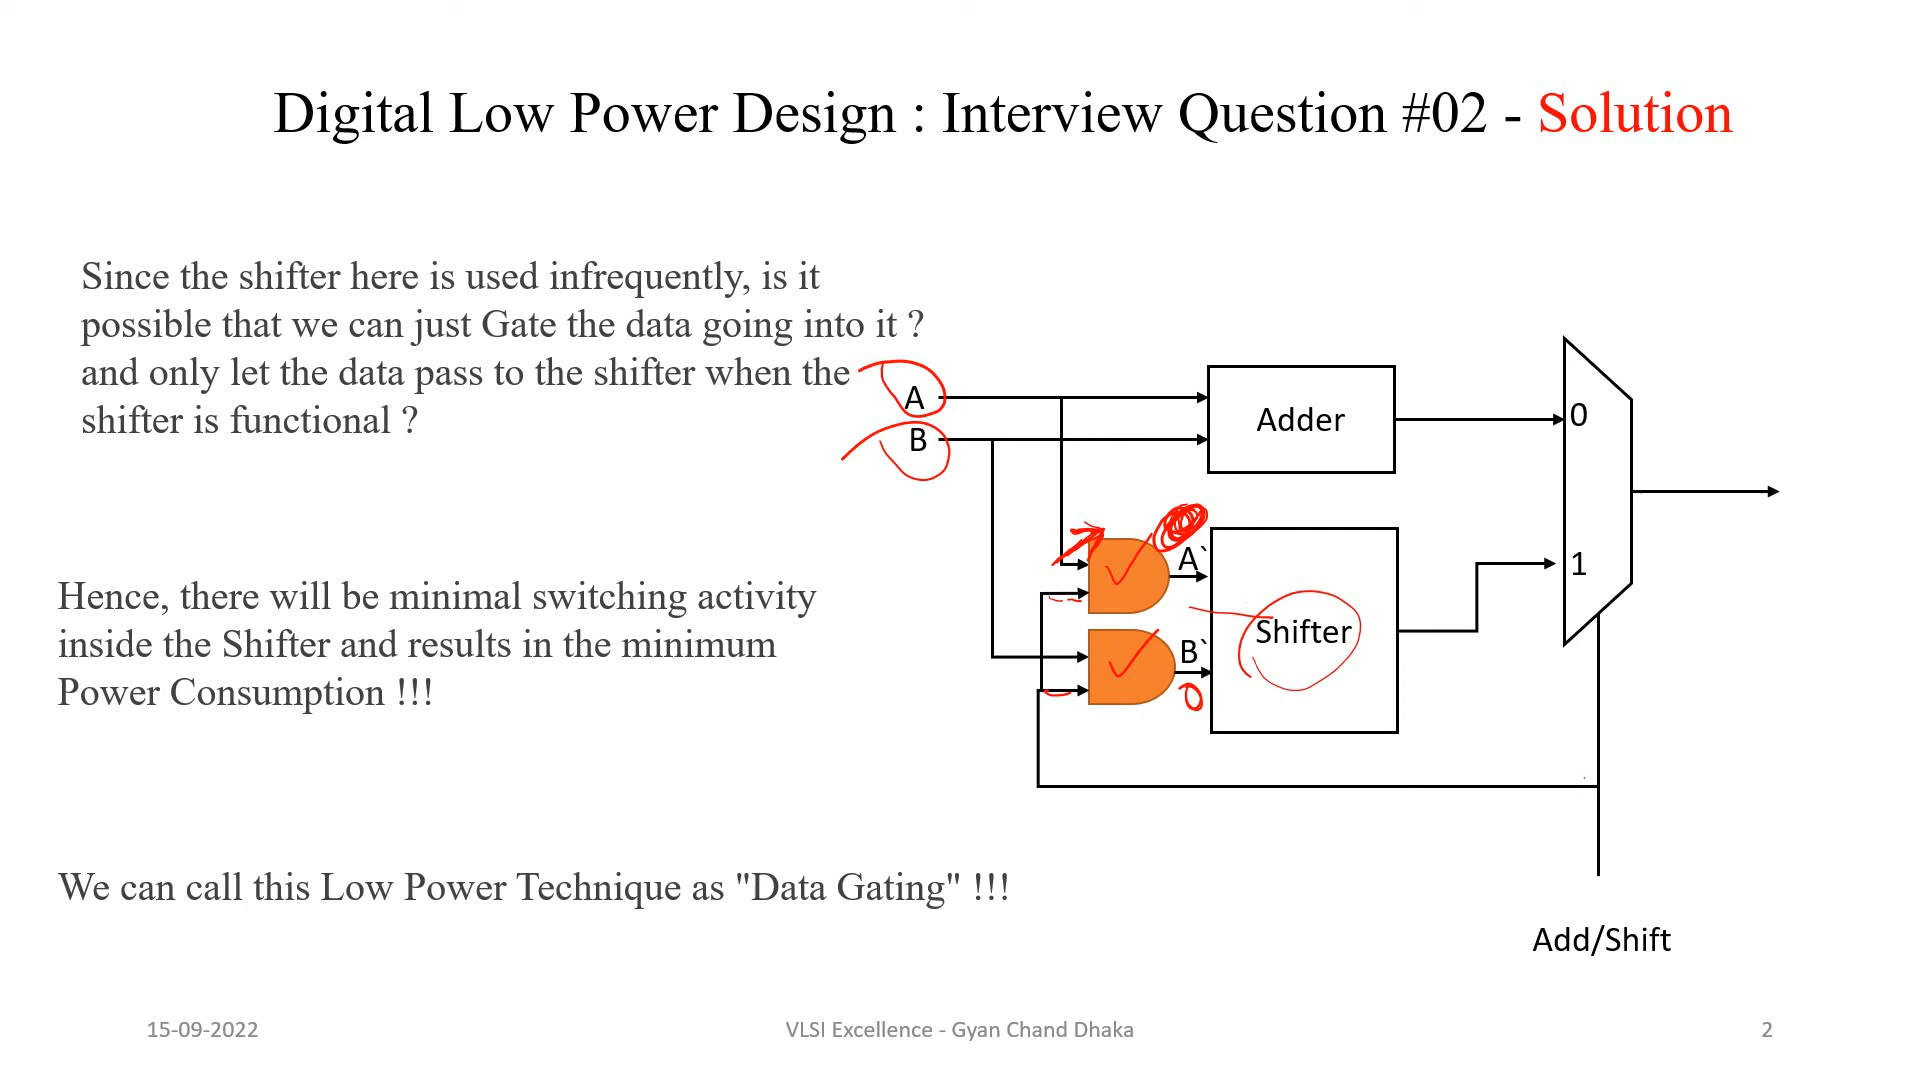 Digital Low Power Design : Interview Question #02 - Solution
Since the shifter here is used infrequently, is it
possible that we can just Gate the data going into it ?
and only let the data pass to the shifter when the
shifter is functional ?
A
B
Adder
0
A`
Shifter
B`
0
1
Hence, there will be minimal switching activity
inside the Shifter and results in the minimum
Power Consumption !!!
We can call this Low Power Technique as "Data Gating" !!!
Add/Shift
15-09-2022
VLSI Excellence - Gyan Chand Dhaka
2